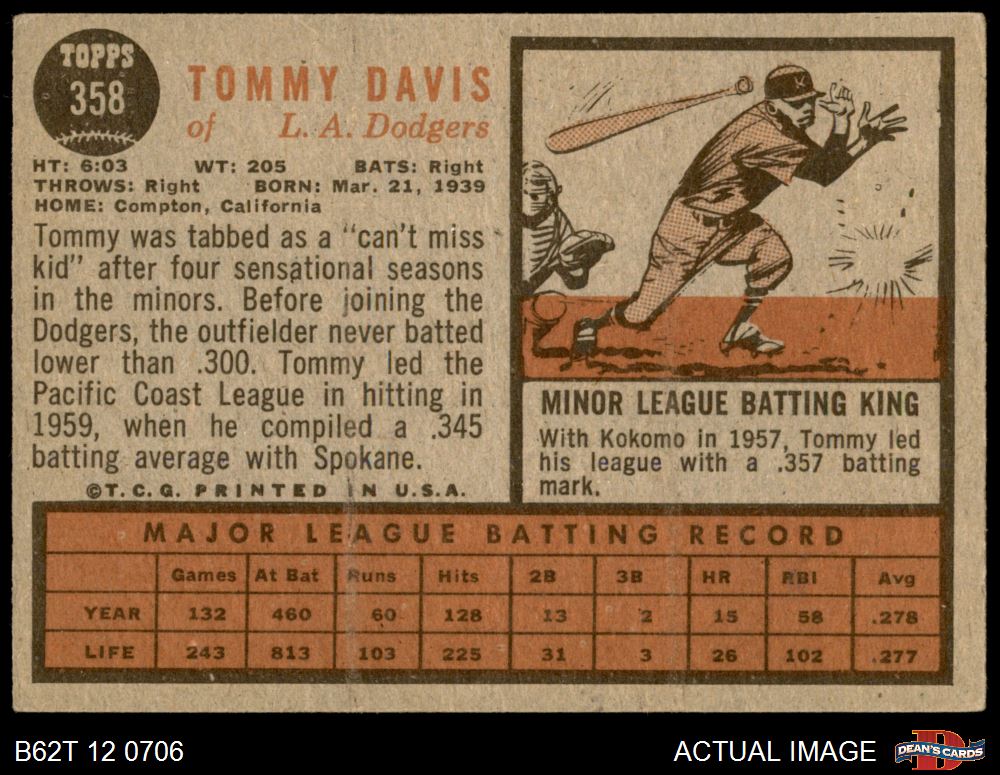 TOPPS
358
TOMMY DAVIS
of L. A. Dodgers
HT: 6:03 WT: 205 BATS: Right
THROWS: Right BORN: Mar. 21, 1939
HOME: Compton, California
Tommy was tabbed as a "can't miss
kid" after four sensational seasons
in the minors. Before joining the
Dodgers, the outfielder never batted
lower than .300. Tommy led the
Pacific Coast League in hitting in
1959, when he compiled a .345
batting average with Spokane.
©T.C.G. PRINTED IN U.S.A.
MINOR LEAGUE BATTING KING
With Kokomo in 1957, Tommy led
his league with a .357 batting
mark.
MAJOR LEAGUE BATTING RECORD
Games At Bat Runs Hits 2B 3B HR RBI Avg
YEAR 132 460 60 128 13 2 15 58 .278
LIFE 243 813 103 225 31 3 26 102 .277
B62T 12 0706
ACTUAL IMAGE
DEAN'S CARDS